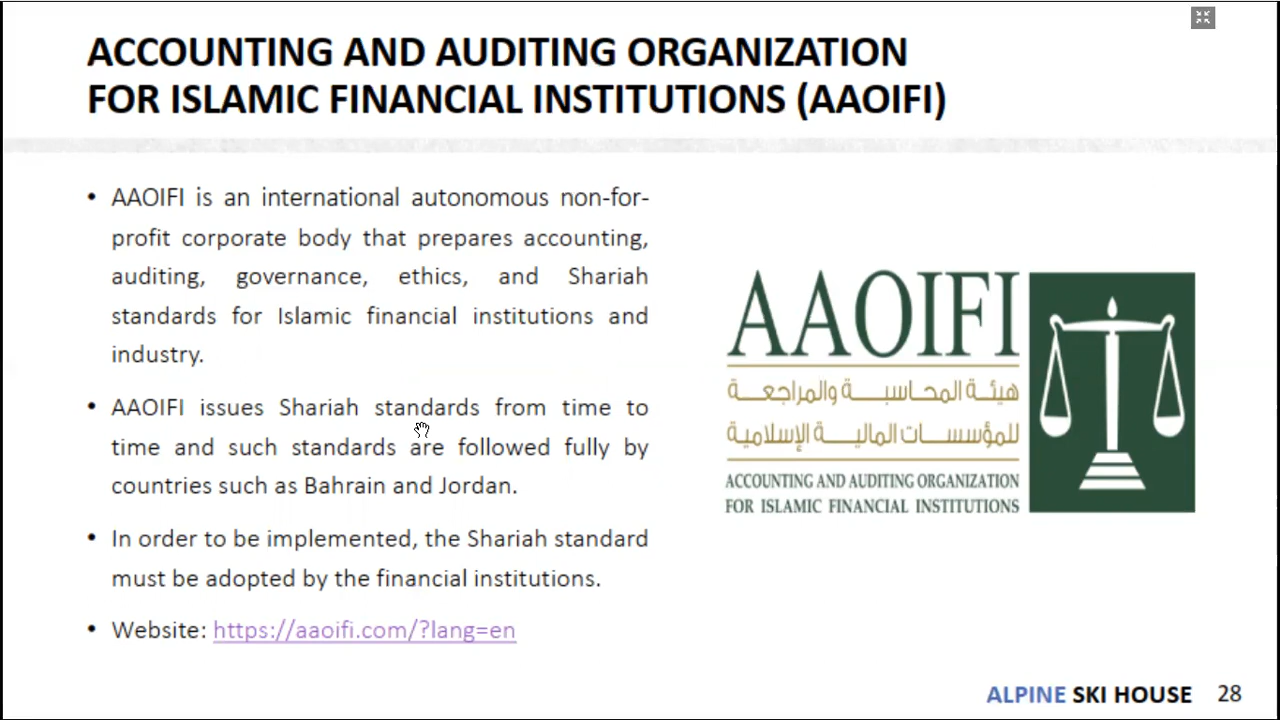 ACCOUNTING AND AUDITING ORGANIZATION
FOR ISLAMIC FINANCIAL INSTITUTIONS (AAOIFI)
• AAOIFI is an international autonomous non-for-
profit corporate body that prepares accounting,
auditing, governance, ethics, and Shariah
standards for Islamic financial institutions and
industry.
• AAOIFI issues Shariah standards from time to
time and such standards are followed fully by
countries such as Bahrain and Jordan.
• In order to be implemented, the Shariah standard
must be adopted by the financial institutions.
• Website: https://aaoifi.com/?lang=en
AAOIFI
هيئة المحاسبة والمراجعة
للمؤسسات المالية الإسلامية
ACCOUNTING AND AUDITING ORGANIZATION
FOR ISLAMIC FINANCIAL INSTITUTIONS
ALPINE SKI HOUSE 28